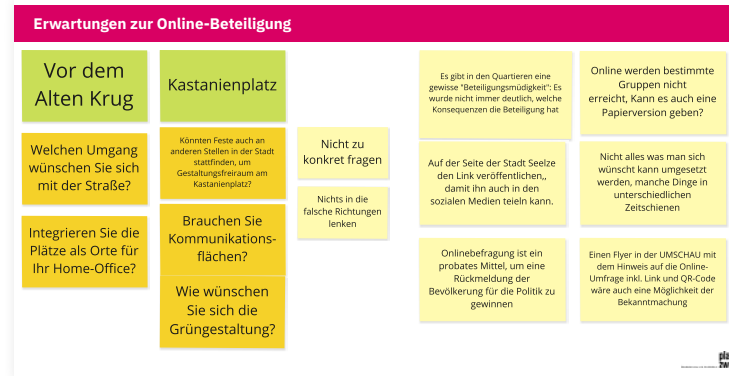 Erwartungen zur Online-Beteiligung
Vor dem
Alten Krug
Welchen Umgang
wünschen Sie sich
mit der Straße?
Integrieren Sie die
Plätze als Orte für
Ihr Home-Office?
Kastanienplatz
Könnten Feste auch an
anderen Stellen in der Stadt
stattfinden, um
Gestaltungsfreiraum am
Kastanienplatz?
Brauchen Sie
Kommunikations-
flächen?
Wie wünschen
Sie sich die
Grüngestaltung?
Nicht zu
konkret fragen
Nichts in die
falsche Richtungen
lenken
Es gibt in den Quartieren eine
gewisse "Beteiligungsmüdigkeit": Es
wurde nicht immer deutlich, welche
Konsequenzen die Beteiligung hat
Auf der Seite der Stadt Seelze
den Link veröffentlichen,,
damit ihn auch in den
sozialen Medien teieln kann.
Onlinebefragung ist ein
probates Mittel, um eine
Rückmeldung der
Bevölkerung für die Politik zu
gewinnen
Online werden bestimmte
Gruppen nicht
erreicht, Kann es auch eine
Papierversion geben?
Nicht alles was man sich
wünscht kann umgesetzt
werden, manche Dinge in
unterschiedlichen
Zeitschienen
Einen Flyer in der UMSCHAU mit
dem Hinweis auf die Online-
Umfrage inkl. Link und QR-Code
wäre auch eine Möglichkeit der
Bekanntmachung
pla
zw